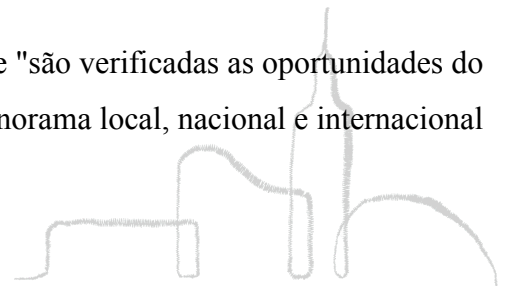 e "são verificadas as oportunidades do
norama local, nacional e internacional